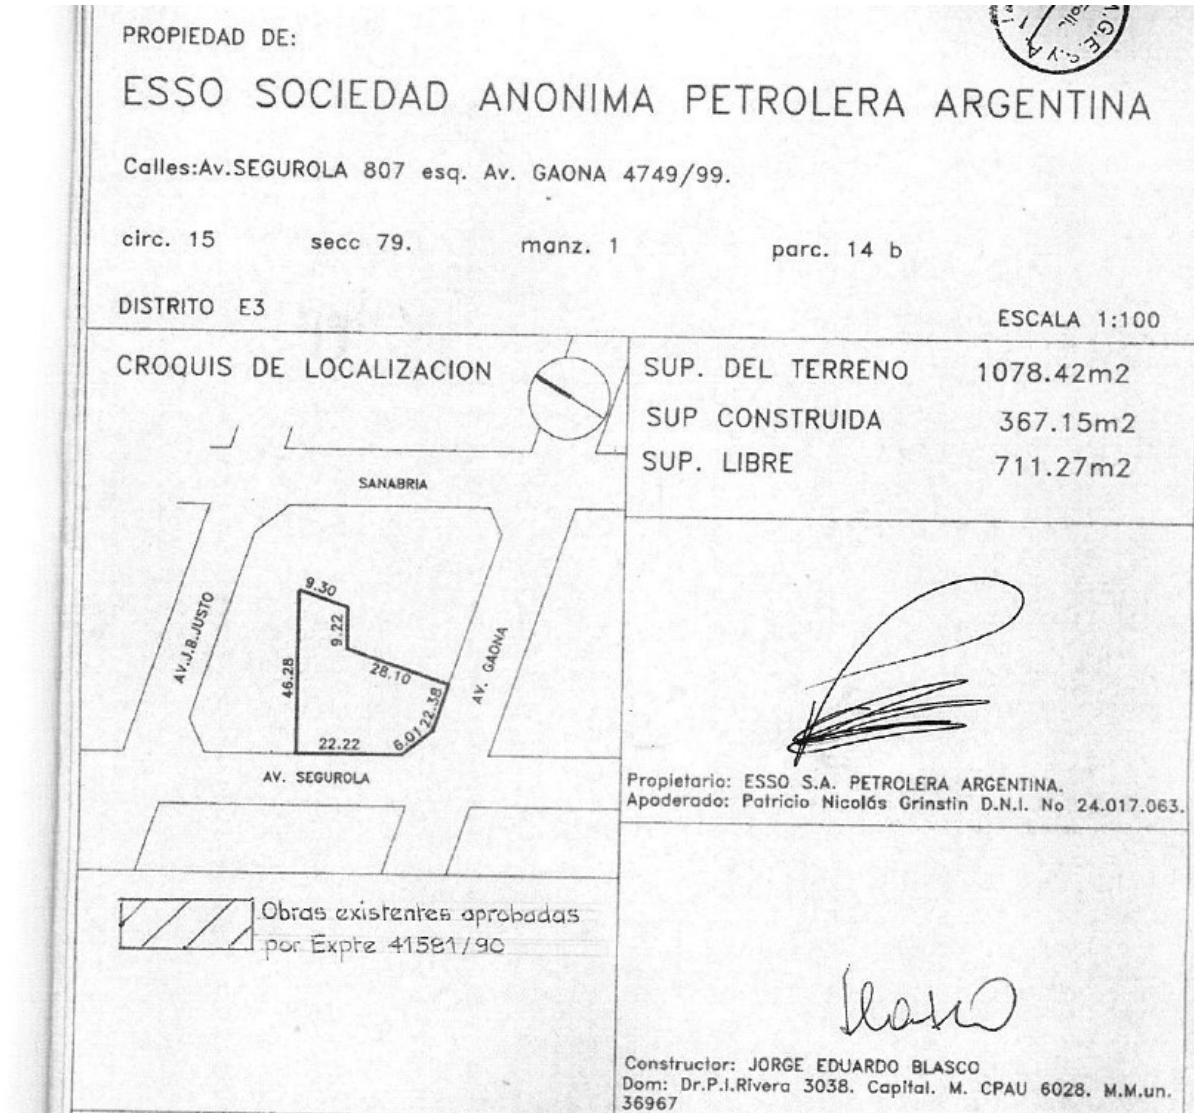 PROPIEDAD DE:
ESSO SOCIEDAD ANONIMA PETROLERA ARGENTINA
Calles:Av.SEGUROLA 807 esq. Av. GAONA 4749/99.
circ. 15 secc 79. manz. 1 parc. 14 b
DISTRITO E3
ESCALA 1:100
CROQUIS DE LOCALIZACION
SANABRIA
AV.J.B.JUSTO
9.30
9.22
46.28
28.10
AV. GAONA
22.38
6.01
22.22
AV. SEGUROLA
Obras existentes aprobadas
por Expte 41581/90
SUP. DEL TERRENO 1078.42m2
SUP CONSTRUIDA 367.15m2
SUP. LIBRE 711.27m2
Propietario: ESSO S.A. PETROLERA ARGENTINA.
Apoderado: Patricio Nicolás Grinstin D.N.I. No 24.017.063.
Blasco
Constructor: JORGE EDUARDO BLASCO
Dom: Dr.P.I.Rivera 3038. Capital. M. CPAU 6028. M.M.un.
36967